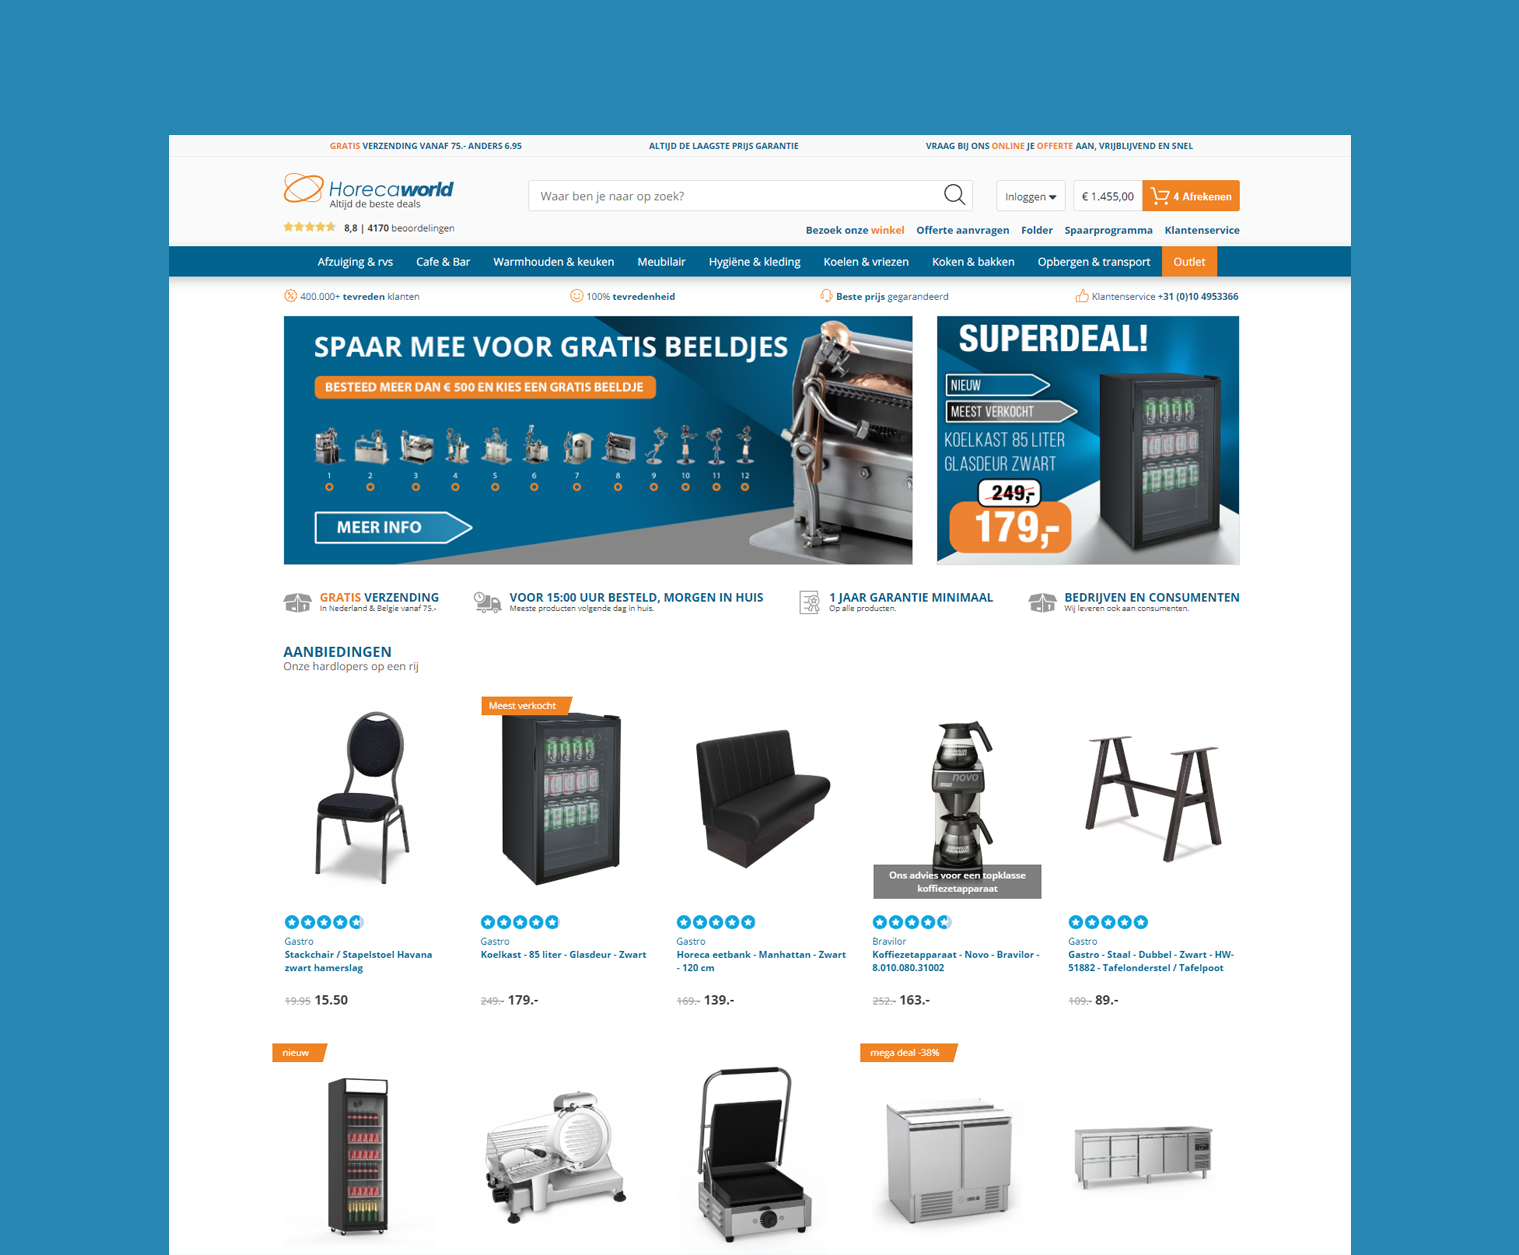 GRATIS VERZENDING VANAF 75.- ANDERS 6.95
ALTIJD DE LAAGSTE PRIJS GARANTIE
VRAAG BIJ ONS ONLINE JE OFFERTE AAN, VRIJBLIJVEND EN SNEL
Horecaworld
Altijd de beste deals
8,8 | 4170 beoordelingen
Waar ben je naar op zoek?
Inloggen
€ 1.455,00
4 Afrekenen
Bezoek onze winkel
Offerte aanvragen
Folder
Spaarprogramma
Klantenservice
Afzuiging & rvs
Cafe & Bar
Warmhouden & keuken
Meubilair
Hygiëne & kleding
Koelen & vriezen
Koken & bakken
Opbergen & transport
Outlet
400.000+ tevreden klanten
100% tevredenheid
Beste prijs gegarandeerd
Klantenservice +31 (0)10 4953366
SPAAR MEE VOOR GRATIS BEELDJES
BESTEED MEER DAN € 500 EN KIES EEN GRATIS BEELDJE
1 2 3 4 5 6 7 8 9 10 11 12
MEER INFO
SUPERDEAL!
NIEUW
MEEST VERKOCHT
KOELKAST 85 LITER
GLASDEUR ZWART
249,-
179,-
GRATIS VERZENDING
In Nederland & Belgie vanaf 75.-
VOOR 15:00 UUR BESTELD, MORGEN IN HUIS
Meeste producten volgende dag in huis.
1 JAAR GARANTIE MINIMAAL
Op alle producten.
BEDRIJVEN EN CONSUMENTEN
Wij leveren ook aan consumenten.
AANBIEDINGEN
Onze hardlopers op een rij
Meest verkocht
novo
Ons advies voor een topklasse
koffiezetapparaat
Gastro
Stackchair / Stapelstoel Havana
zwart hamerslag
19.95 15.50
Gastro
Koelkast - 85 liter - Glasdeur - Zwart
249.- 179.-
Gastro
Horeca eetbank - Manhattan - Zwart
- 120 cm
169.- 139.-
Bravilor
Koffiezetapparaat - Novo - Bravilor -
8.010.080.31002
252.- 163.-
Gastro
Gastro - Staal - Dubbel - Zwart - HW-
51882 - Tafelonderstel / Tafelpoot
109.- 89.-
nieuw
mega deal -38%